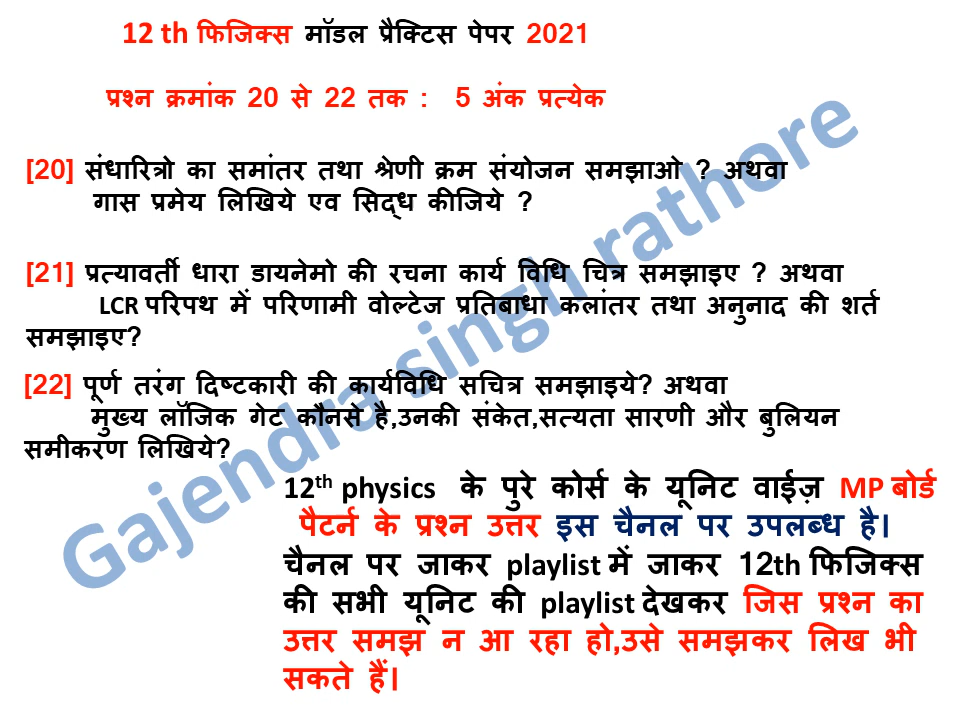 12 th फिजिक्स मॉडल प्रैक्टिस पेपर 2021
प्रश्न क्रमांक 20 से 22 तक : 5 अंक प्रत्येक
[20] संधारित्रो का समांतर तथा श्रेणी क्रम संयोजन समझाओ ? अथवा
गास प्रमेय लिखिये एव सिद्ध कीजिये ?
[21] प्रत्यावर्ती धारा डायनेमो की रचना कार्य विधि चित्र समझाइए ? अथवा
LCR परिपथ में परिणामी वोल्टेज प्रतिबाधा कलांतर तथा अनुनाद की शर्त
समझाइए?
[22] पूर्ण तरंग दिष्टकारी की कार्यविधि सचित्र समझाइये? अथवा
मुख्य लॉजिक गेट कौनसे है,उनकी संकेत,सत्यता सारणी और बुलियन
समीकरण लिखिये?
12th physics के पुरे कोर्स के यूनिट वाईज़ MP बोर्ड
पैटर्न के प्रश्न उत्तर इस चैनल पर उपलब्ध है।
चैनल पर जाकर playlist में जाकर 12th फिजिक्स
की सभी यूनिट की playlist देखकर जिस प्रश्न का
उत्तर समझ न आ रहा हो,उसे समझकर लिख भी
सकते हैं।
Gajendra singh rathore